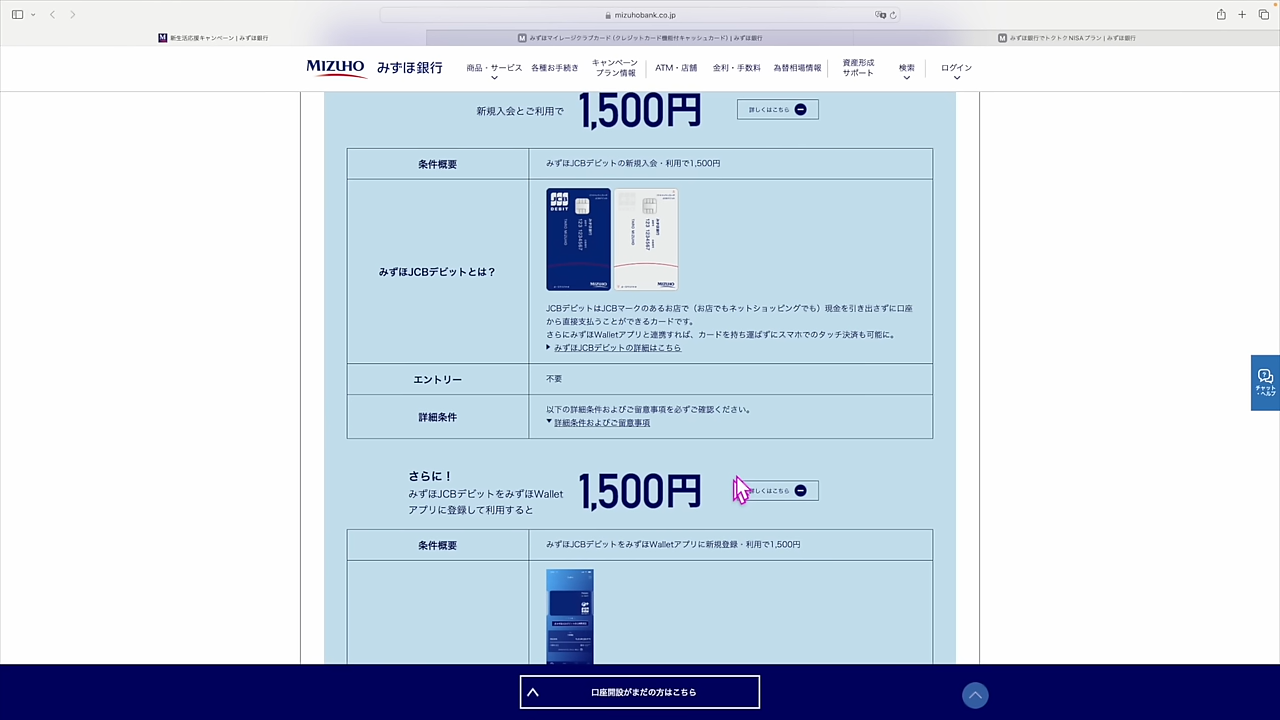 mizuhobank.co.jp
新生活応援キャンペーン | みずほ銀行
みずほマイレージクラブカード (クレジットカード機能付キャッシュカード) | みずほ銀行
みずほ銀行でトクトクNISAプラン | みずほ銀行
MIZUHO みずほ銀行
商品・サービス
各種お手続き
キャンペーン
プラン情報
ATM・店舗
金利・手数料
為替相場情報
資産形成
サポート
検索
ログイン
新規入会とご利用で 1,500円 詳しくはこちら
条件概要 みずほJCBデビットの新規入会・利用で1,500円
みずほJCBデビットとは？
JCB
DEBIT
TARO MIZUHO
MIZUHO
TARO MIZUHO
MIZUHO
JCBデビットはJCBマークのあるお店で（お店でもネットショッピングでも）現金を引き出さずに口座
から直接支払うことができるカードです。
さらにみずほWalletアプリと連携すれば、カードを持ち運ばずにスマホでのタッチ決済も可能に。
みずほJCBデビットの詳細はこちら
エントリー 不要
詳細条件
以下の詳細条件およびご留意事項を必ずご確認ください。
詳細条件およびご留意事項
さらに！
みずほJCBデビットをみずほWallet
アプリに登録して利用すると
1,500円 詳しくはこちら
条件概要 みずほJCBデビットをみずほWalletアプリに新規登録・利用で1,500円
チャット
・ヘルプ
口座開設がまだの方はこちら